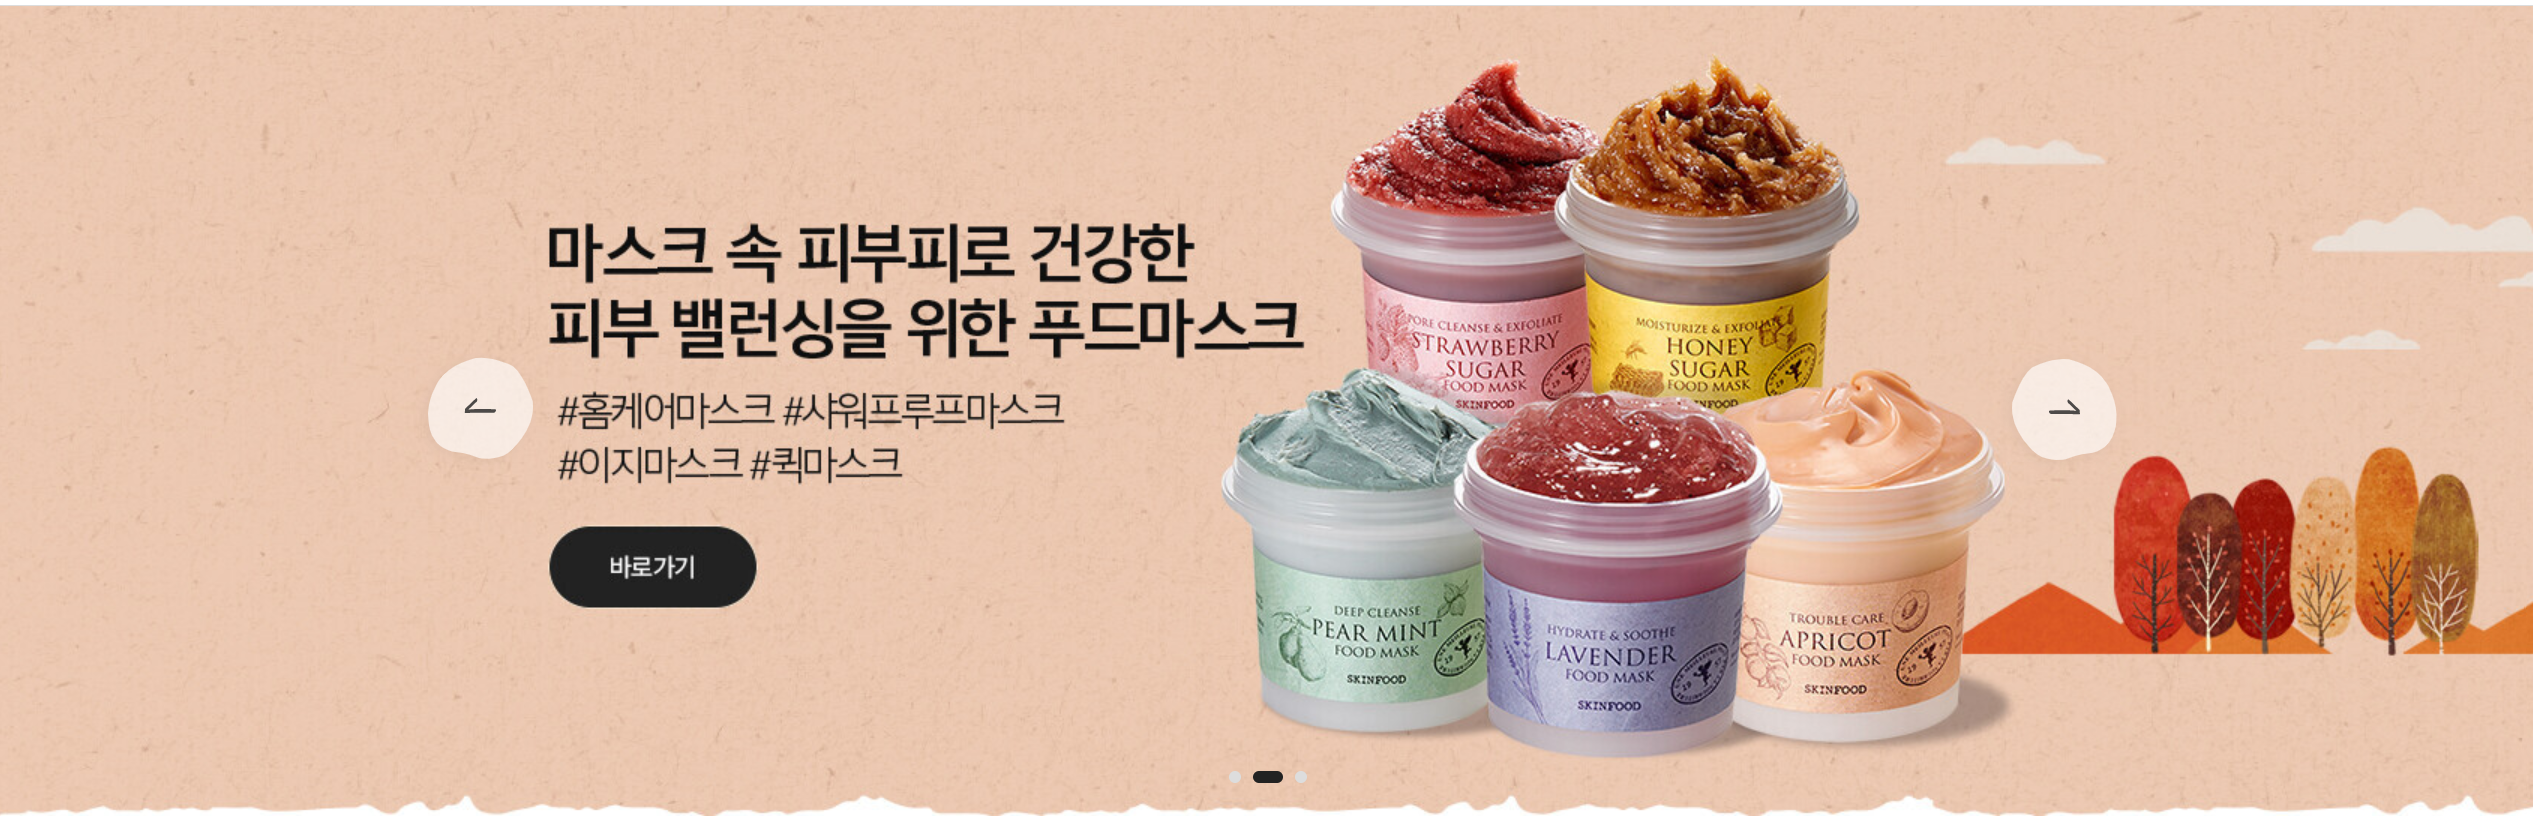 마스크 속 피부피로 건강한
피부 밸런싱을 위한 푸드마스크
#홈케어마스크 #샤워프루프마스크
#이지마스크 #퀵마스크
바로가기
PORE CLEANSE & EXFOLIATE
STRAWBERRY
SUGAR
FOOD MASK
SKINFOOD
MOISTURIZE & EXFOLIATE
HONEY
SUGAR
FOOD MASK
SKINFOOD
DEEP CLEANSE
PEAR MINT
FOOD MASK
SKINFOOD
HYDRATE & SOOTHE
LAVENDER
FOOD MASK
SKINFOOD
TROUBLE CARE
APRICOT
FOOD MASK
SKINFOOD